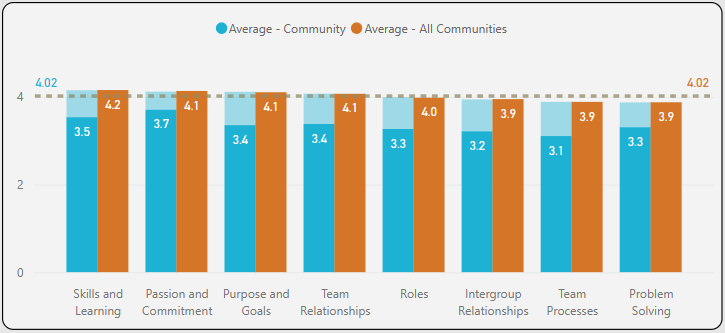 Average - Community Average - All Communities
4.02 4.02
4
2
0
3.5 4.2 3.7 4.1 3.4 4.1 3.4 4.1 3.3 4.0 3.2 3.9 3.1 3.9 3.3 3.9
Skills and Learning
Passion and Commitment
Purpose and Goals
Team Relationships
Roles
Intergroup Relationships
Team Processes
Problem Solving